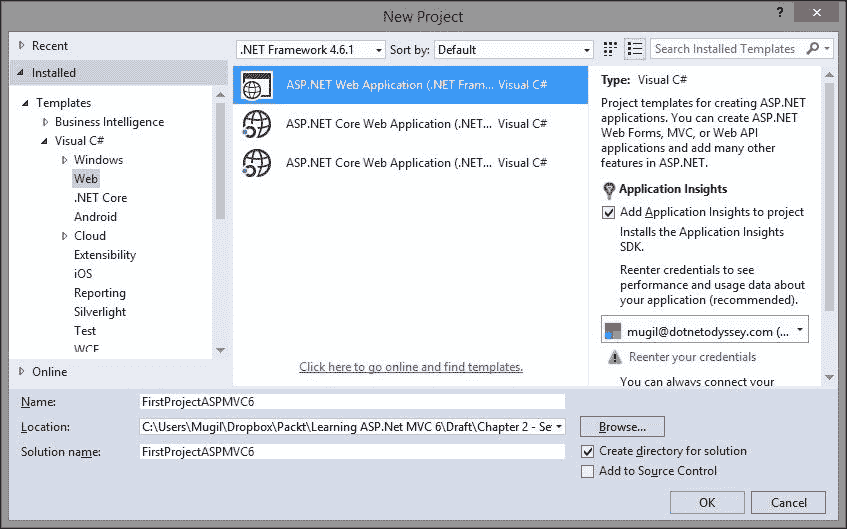 New Project
?
Recent
.NET Framework 4.6.1
Sort by: Default
Search Installed Templates
Installed
Templates
Business Intelligence
Visual C#
Windows
Web
.NET Core
Android
Cloud
Extensibility
iOS
Reporting
Silverlight
Test
WCF
Online
ASP.NET Web Application (.NET Fram... Visual C#
ASP.NET Core Web Application (.NET... Visual C#
ASP.NET Core Web Application (.NET... Visual C#
Click here to go online and find templates.
Type: Visual C#
Project templates for creating ASP.NET
applications. You can create ASP.NET
Web Forms, MVC, or Web API
applications and add many other
features in ASP.NET.
Application Insights
Add Application Insights to project
Installs the Application Insights
SDK.
Reenter credentials to see
performance and usage data about
your application (recommended).
mugil@dotnetodyssey.com (...
Reenter your credentials
You can always connect your
Name: FirstProjectASPMVC6
Location: C:\Users\Mugil\Dropbox\Packt\Learning ASP.Net MVC 6\Draft\Chapter 2 - Se
Browse...
Solution name: FirstProjectASPMVC6
Create directory for solution
Add to Source Control
OK
Cancel